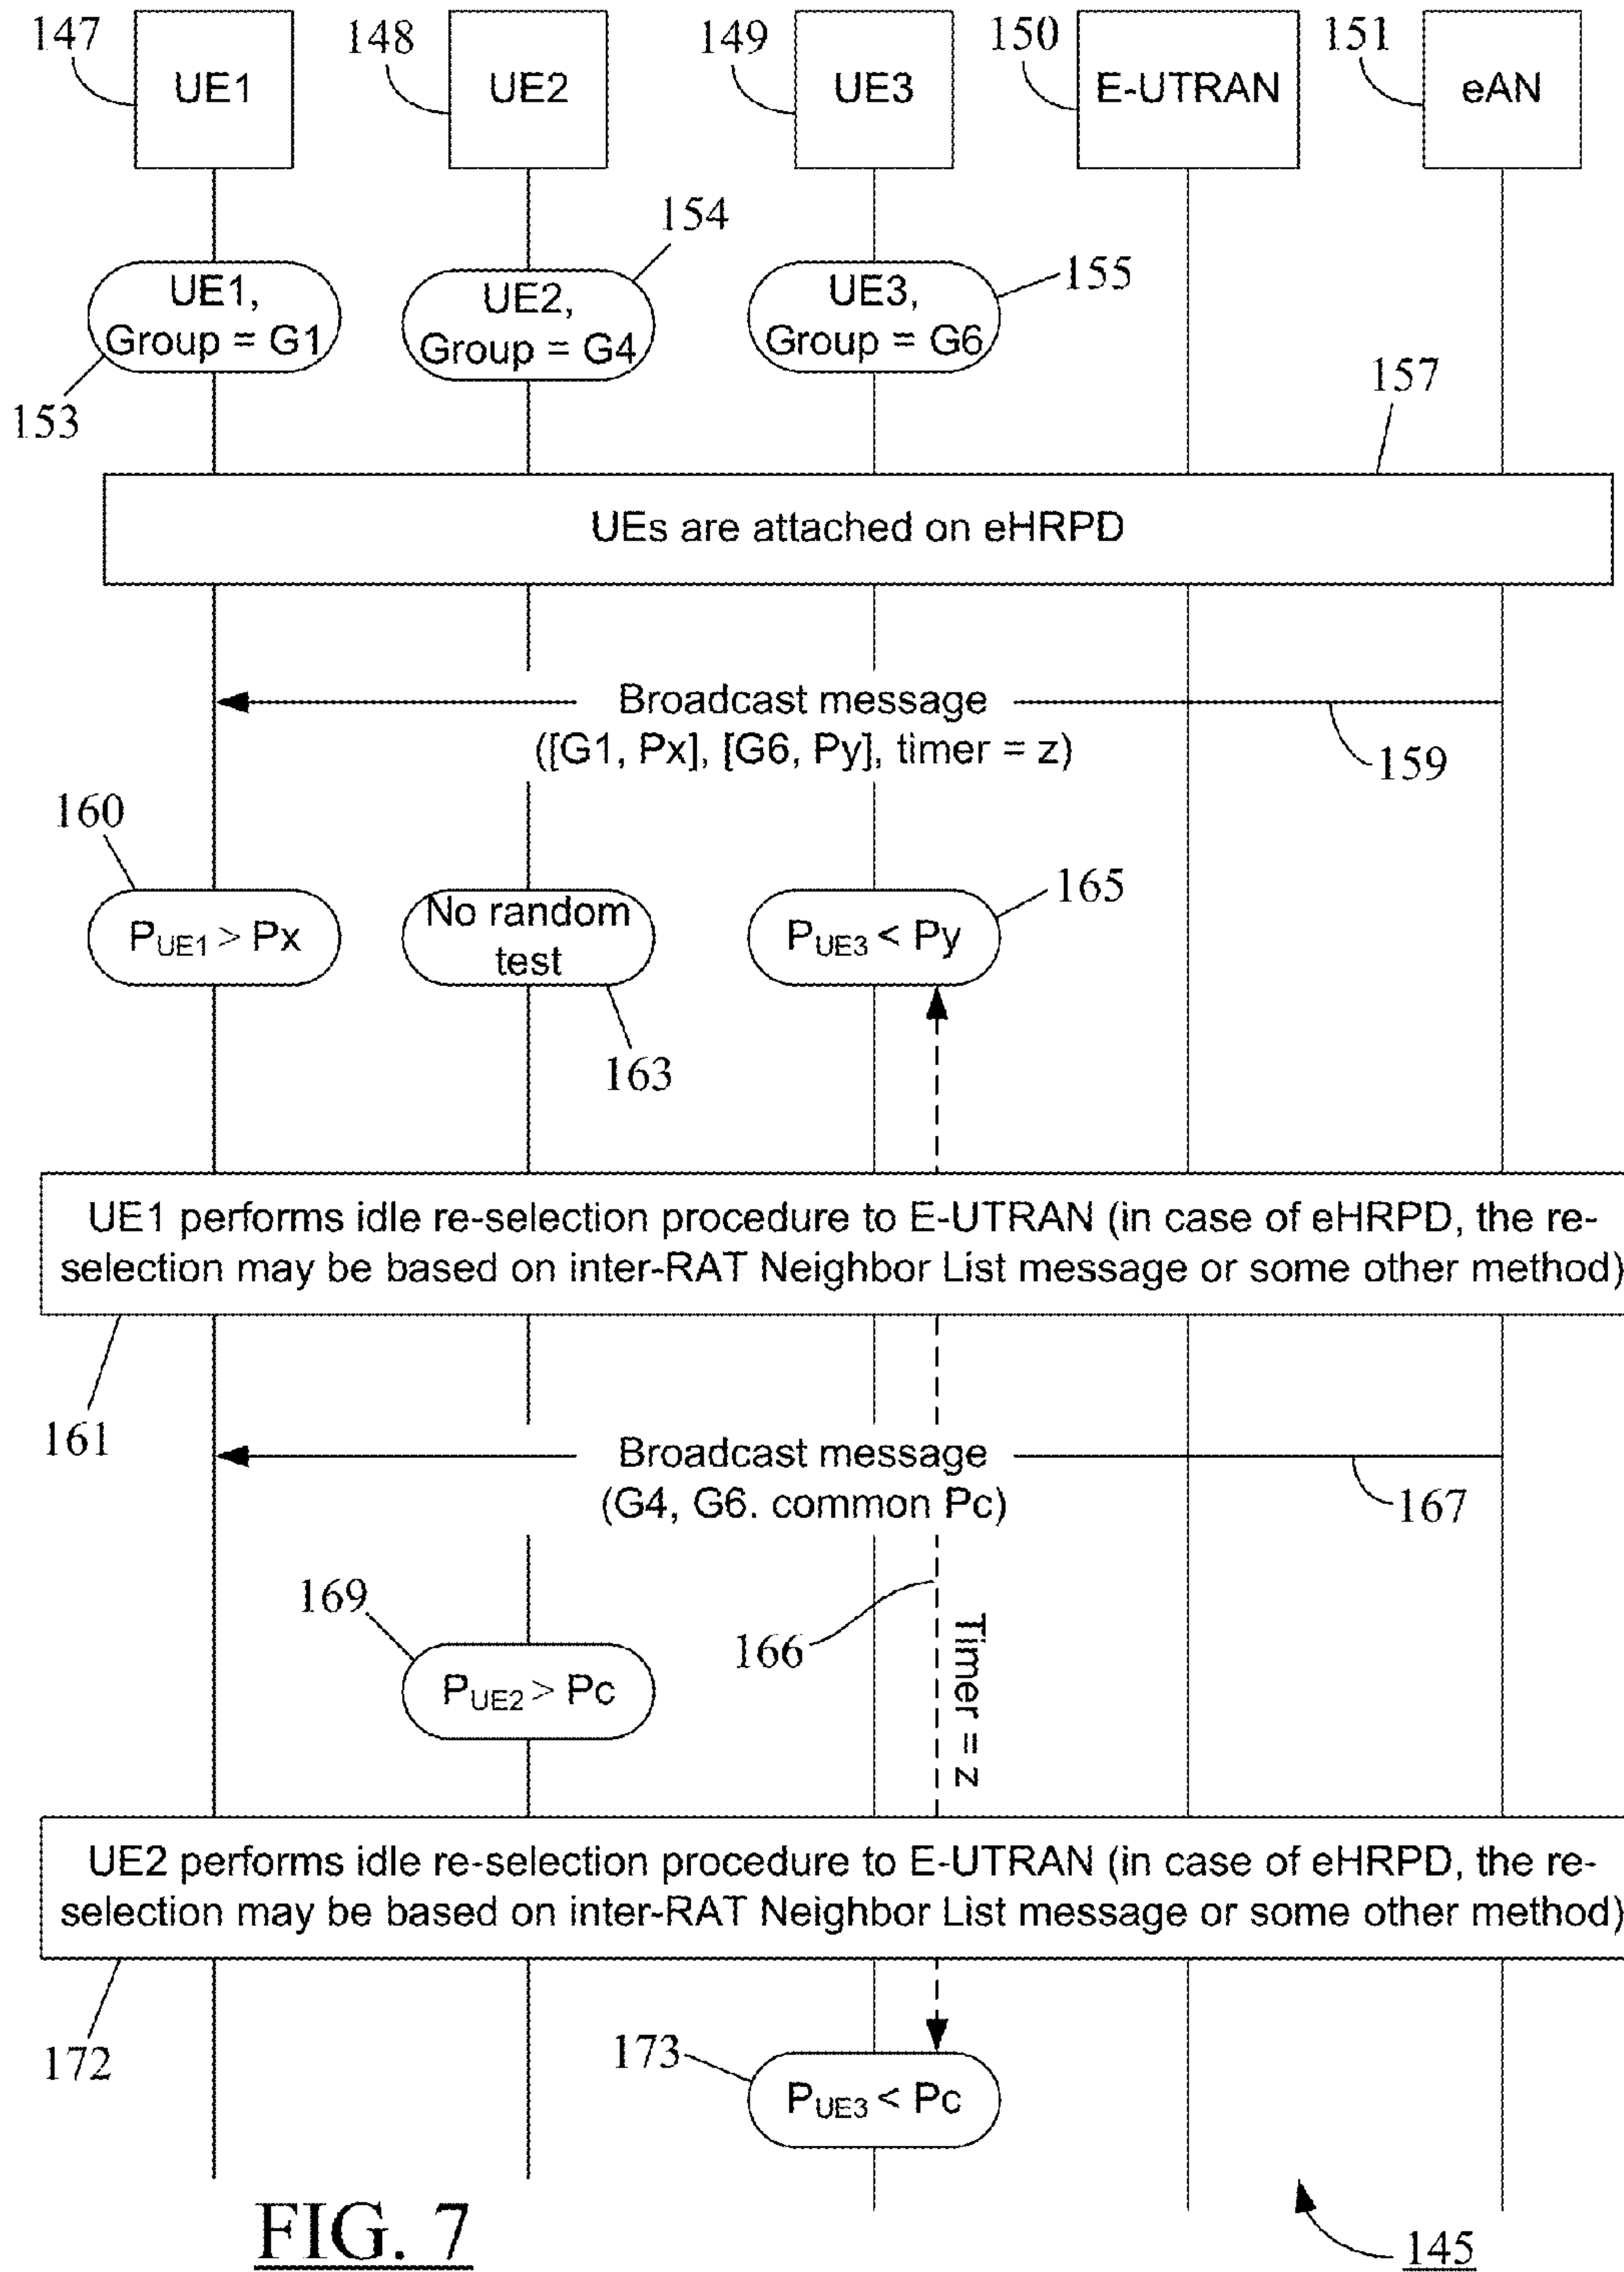 147
148
149
150
151
UE1
UE2
UE3
E-UTRAN
eAN
154
155
UE1,
Group = G1
UE2,
Group = G4
UE3,
Group = G6
153
157
UEs are attached on eHRPD
Broadcast message
([G1, Px], [G6, Py], timer = z)
159
160
165
PUE1 > Px
No random
test
PUE3 < Py
163
UE1 performs idle re-selection procedure to E-UTRAN (in case of eHRPD, the re-
selection may be based on inter-RAT Neighbor List message or some other method)
161
Broadcast message
(G4, G6. common Pc)
167
169
166
Timer = z
PUE2 > Pc
UE2 performs idle re-selection procedure to E-UTRAN (in case of eHRPD, the re-
selection may be based on inter-RAT Neighbor List message or some other method)
172
173
PUE3 < Pc
FIG. 7
145